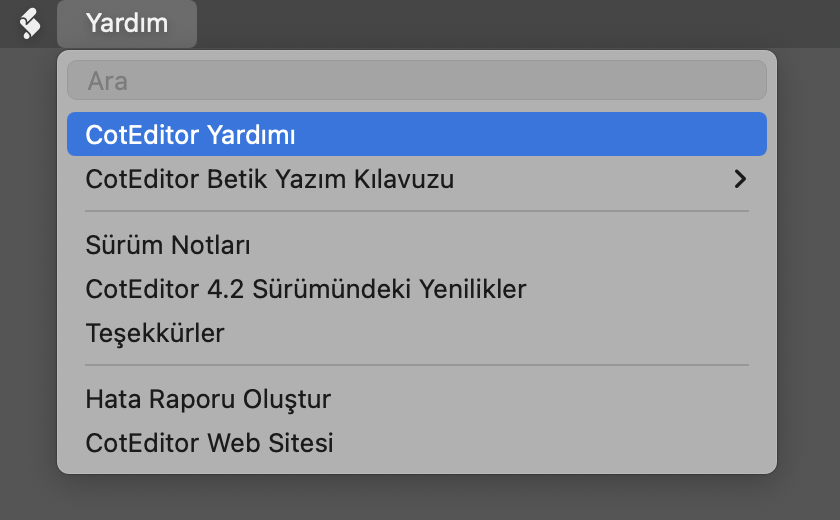 Yardım
Ara
CotEditor Yardımı
CotEditor Betik Yazım Kılavuzu
Sürüm Notları
CotEditor 4.2 Sürümündeki Yenilikler
Teşekkürler
Hata Raporu Oluştur
CotEditor Web Sitesi